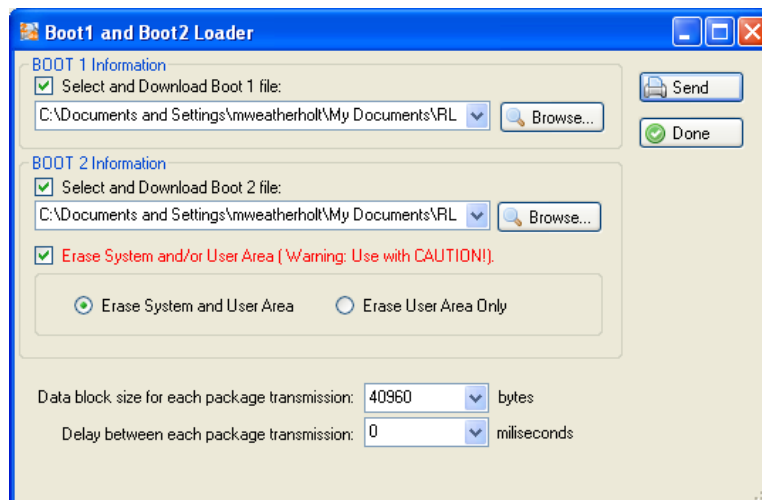 Boot1 and Boot2 Loader
BOOT 1 Information
Select and Download Boot 1 file:
C:\Documents and Settings\mweatherholt\My Documents\RL
Browse...
Send
Done
BOOT 2 Information
Select and Download Boot 2 file:
C:\Documents and Settings\mweatherholt\My Documents\RL
Browse...
Erase System and/or User Area ( Warning: Use with CAUTION!).
Erase System and User Area
Erase User Area Only
Data block size for each package transmission: 40960 bytes
Delay between each package transmission: 0 miliseconds